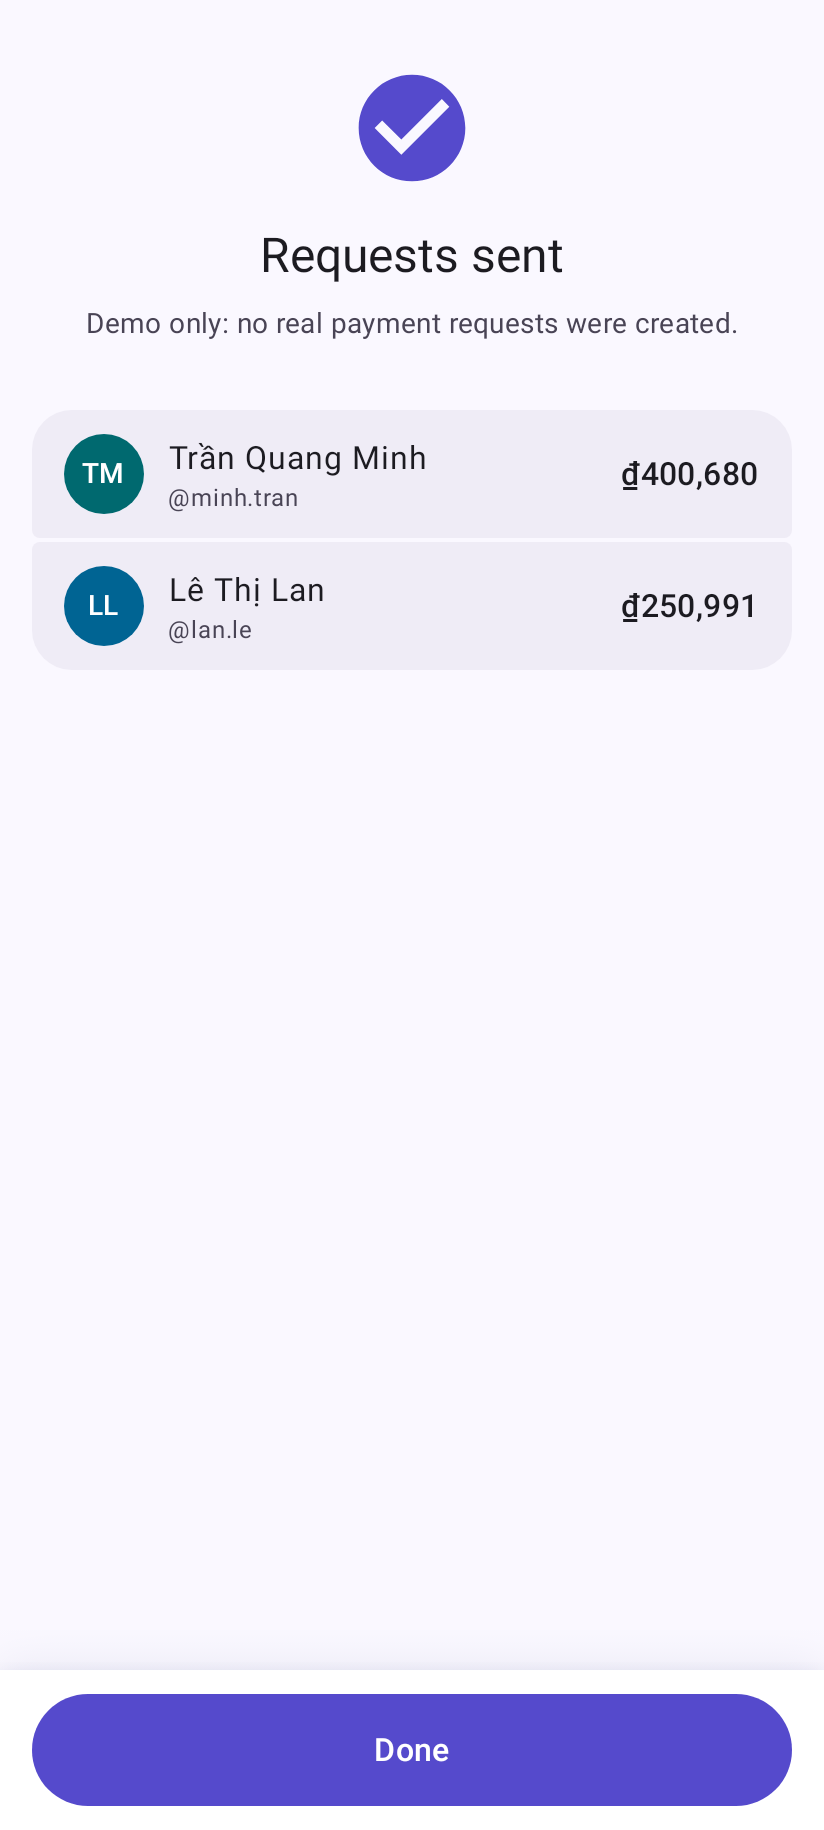 Requests sent
Demo only: no real payment requests were created.
TM
Trần Quang Minh
@minh.tran
₫400,680
LL
Lê Thị Lan
@lan.le
₫250,991
Done